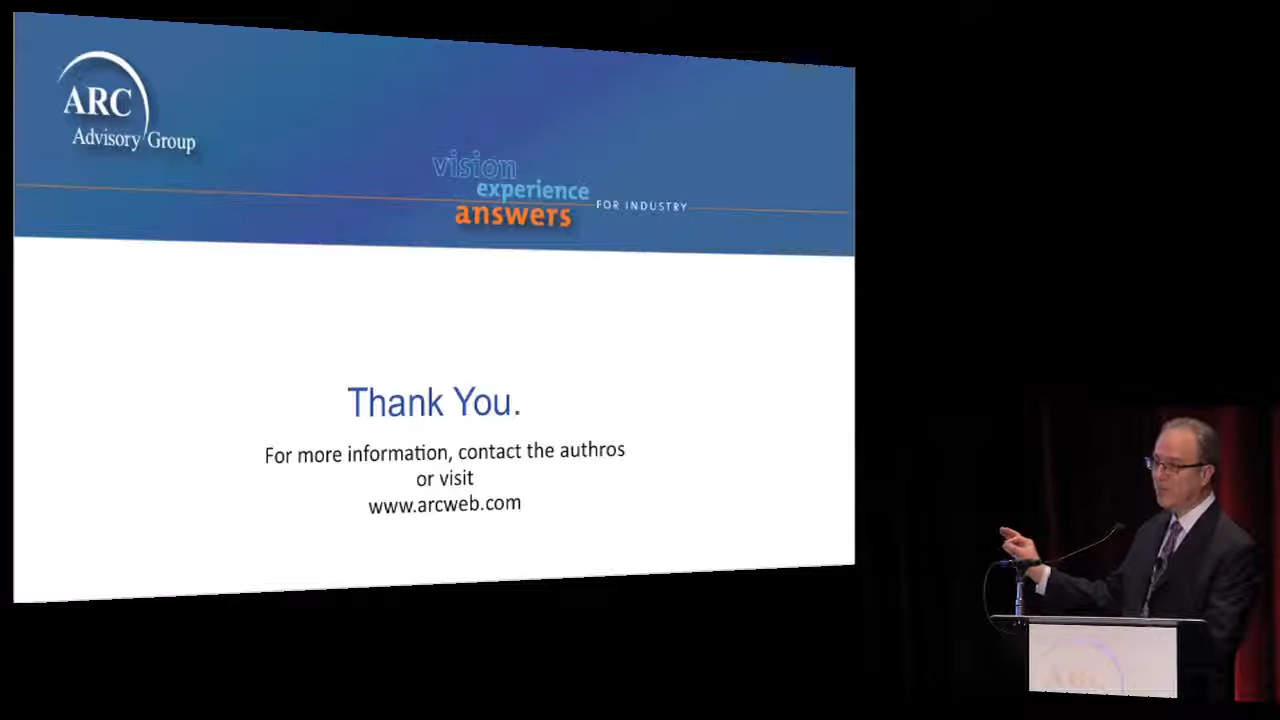 ARC
Advisory Group
vision
experience
answers
FOR INDUSTRY
Thank You.
For more information, contact the authros
or visit
www.arcweb.com
ARC